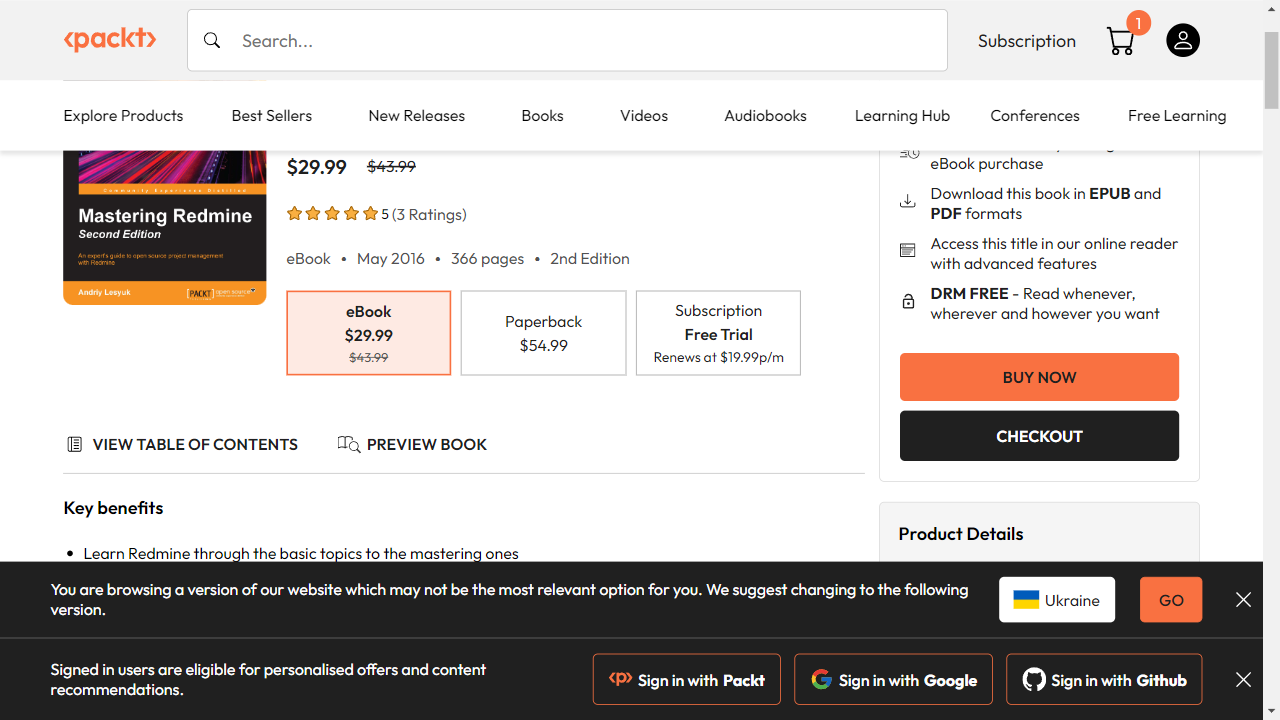 <packt>
Search...
Subscription
1
Explore Products
Best Sellers
New Releases
Books
Videos
Audiobooks
Learning Hub
Conferences
Free Learning
Community Experience Distilled
Mastering Redmine
Second Edition
An expert's guide to open source project management
with Redmine
Andriy Lesyuk
[PACKT] open source
$29.99 $43.99
5 (3 Ratings)
eBook • May 2016 • 366 pages • 2nd Edition
eBook
$29.99
$43.99
Paperback
$54.99
Subscription
Free Trial
Renews at $19.99p/m
VIEW TABLE OF CONTENTS
PREVIEW BOOK
Key benefits
• Learn Redmine through the basic topics to the mastering ones
eBook purchase
Download this book in EPUB and
PDF formats
Access this title in our online reader
with advanced features
DRM FREE - Read whenever,
wherever and however you want
BUY NOW
CHECKOUT
Product Details
You are browsing a version of our website which may not be the most relevant option for you. We suggest changing to the following
version.
Ukraine
GO
Signed in users are eligible for personalised offers and content
recommendations.
Sign in with Packt
Sign in with Google
Sign in with Github